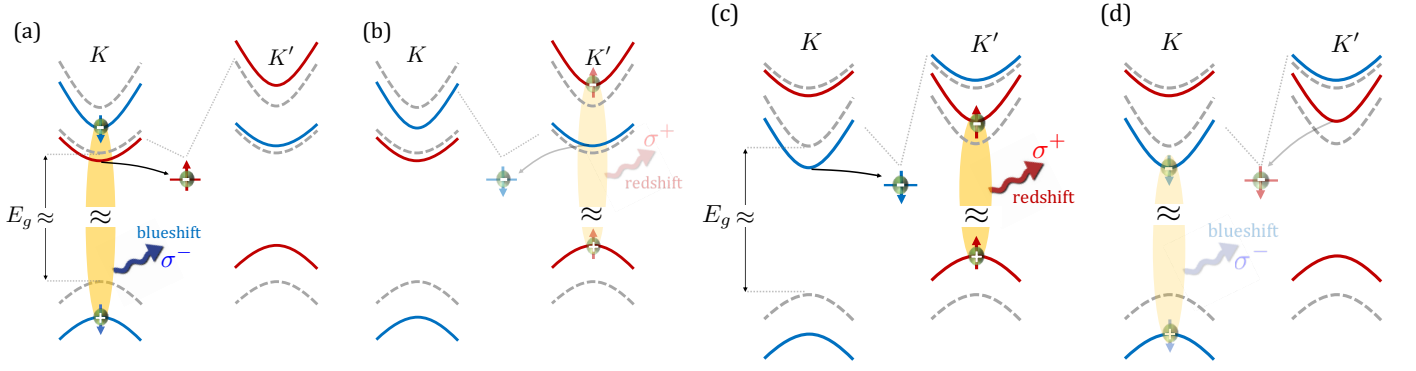 (a)
K
K′
E_g ≈
≈
blueshift
σ⁻
(b)
K
K′
≈
σ⁺
redshift
(c)
K
K′
E_g ≈
≈
σ⁺
redshift
(d)
K
K′
≈
blueshift
σ⁻